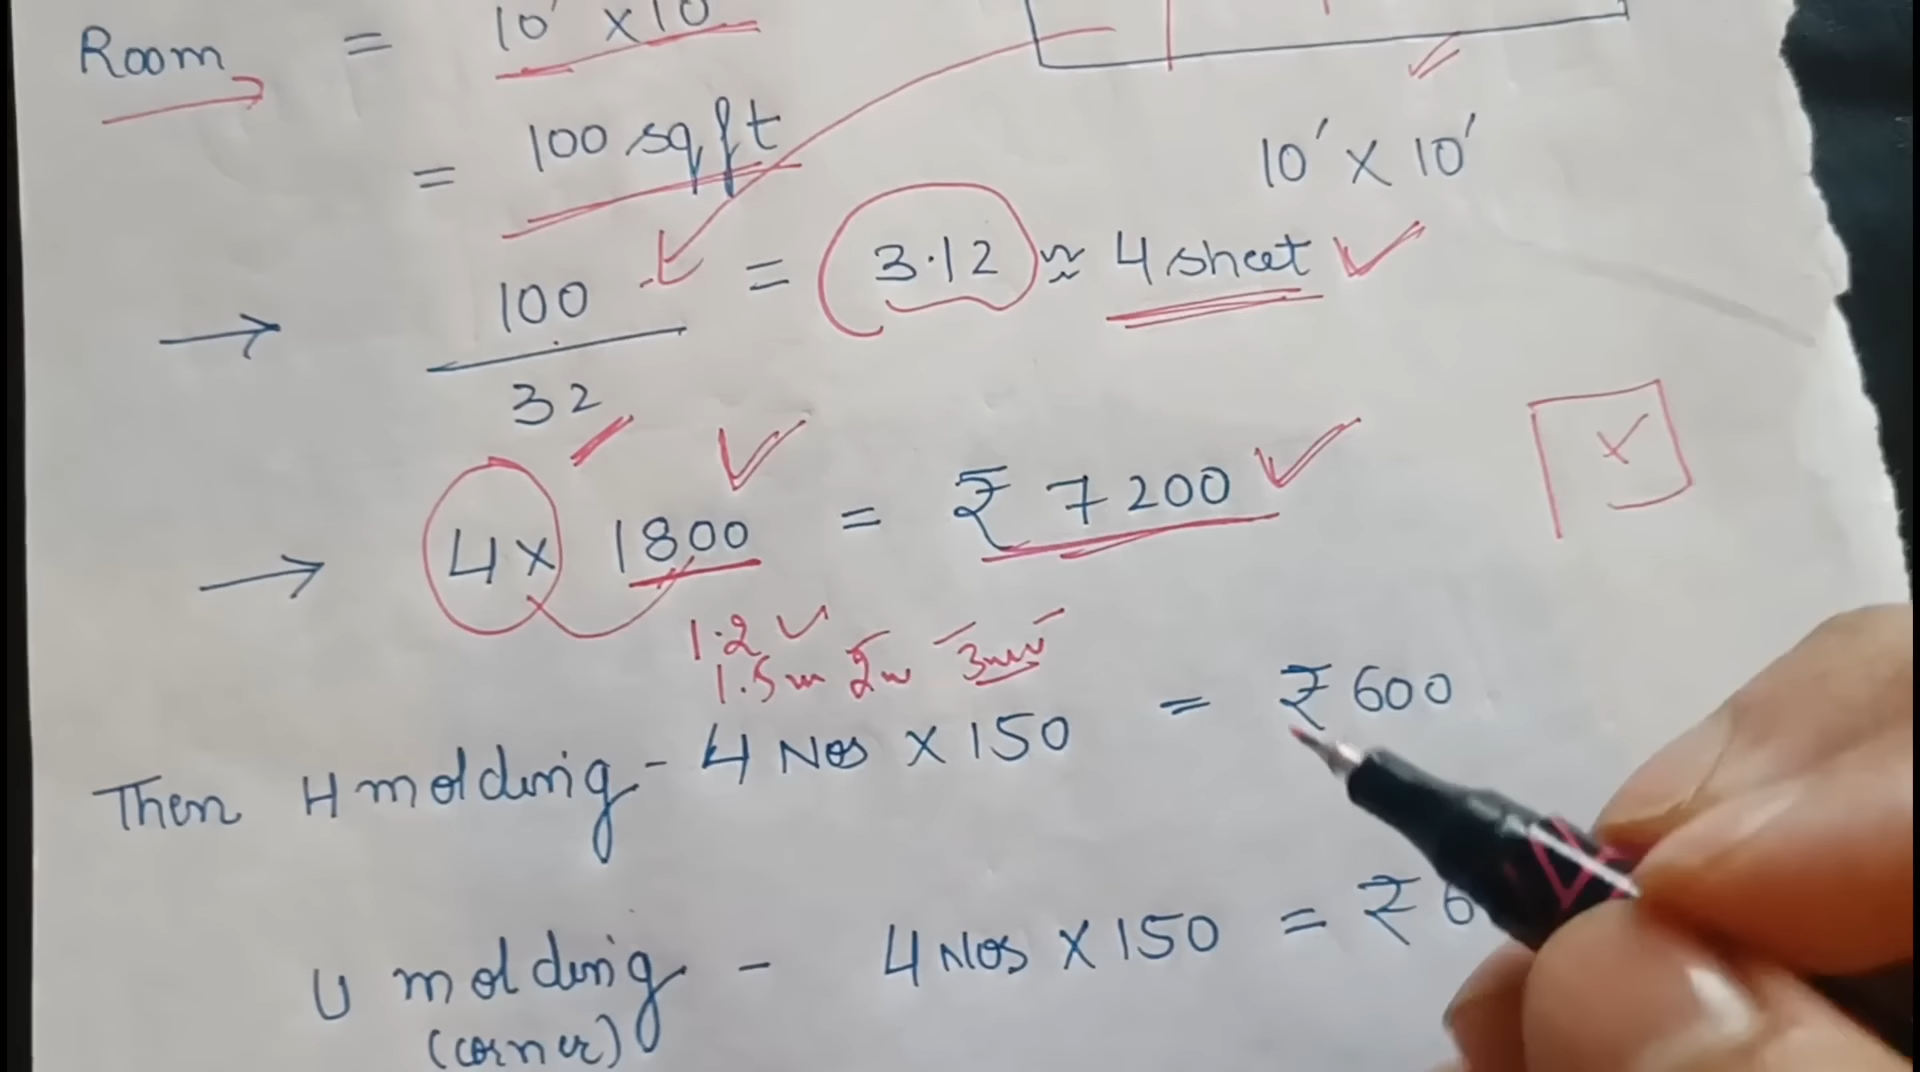 Room = 10' x 10
= 100 sqft
10' x 10'
→ 100/32 = 3.12 ≈ 4 sheet
→ 4 x 1800 = ₹ 7200
1.2
1.5m 2m 3mm
Then H molding - 4 Nos x 150 = ₹ 600
U molding - 4 Nos x 150 = ₹ 6
(corner)